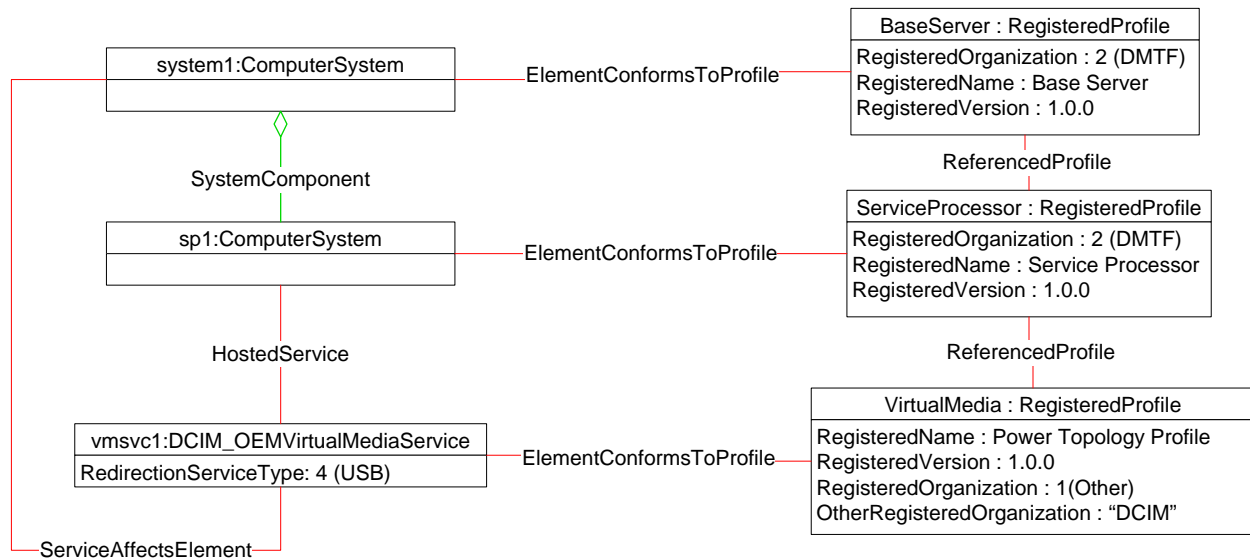 BaseServer : RegisteredProfile
RegisteredOrganization : 2 (DMTF)
RegisteredName : Base Server
RegisteredVersion : 1.0.0
system1:ComputerSystem
ElementConformsToProfile
ReferencedProfile
SystemComponent
ServiceProcessor : RegisteredProfile
RegisteredOrganization : 2 (DMTF)
RegisteredName : Service Processor
RegisteredVersion : 1.0.0
sp1:ComputerSystem
ElementConformsToProfile
HostedService
ReferencedProfile
VirtualMedia : RegisteredProfile
RegisteredName : Power Topology Profile
RegisteredVersion : 1.0.0
RegisteredOrganization : 1(Other)
OtherRegisteredOrganization : “DCIM”
vmsvc1:DCIM_OEMVirtualMediaService
RedirectionServiceType: 4 (USB)
ElementConformsToProfile
ServiceAffectsElement